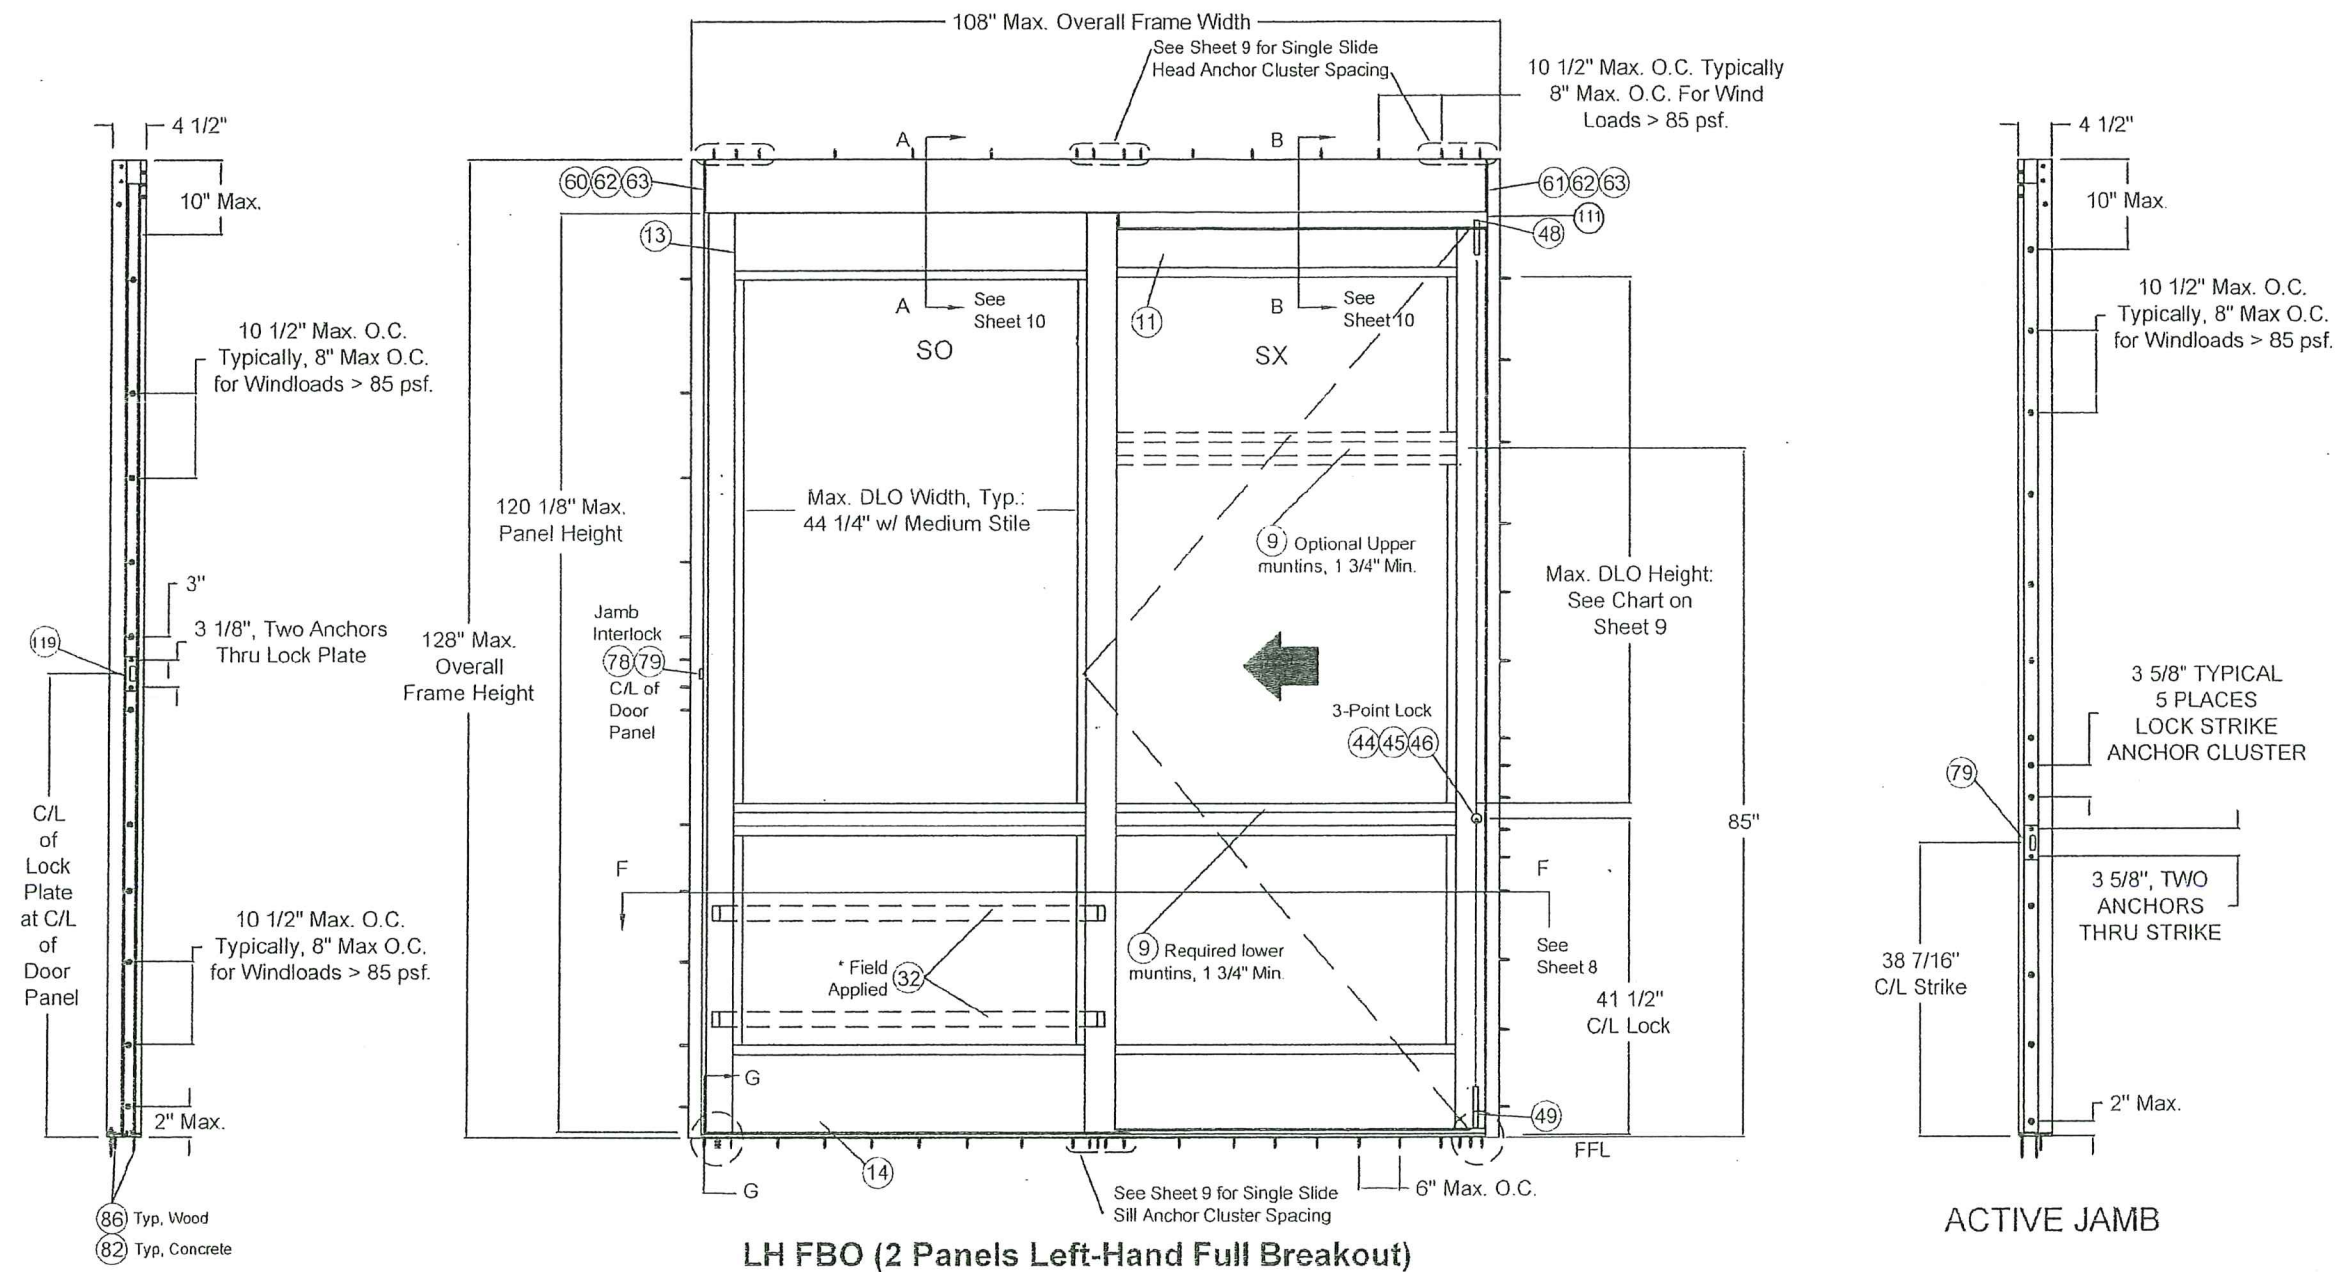 108" Max. Overall Frame Width
See Sheet 9 for Single Slide
Head Anchor Cluster Spacing
10 1/2" Max. O.C. Typically
8" Max. O.C. For Wind
Loads > 85 psf.
4 1/2"
10" Max.
10 1/2" Max. O.C.
Typically, 8" Max O.C.
for Windloads > 85 psf.
3"
3 1/8", Two Anchors
Thru Lock Plate
119
C/L
of
Lock
Plate
at C/L
of
Door
Panel
10 1/2" Max. O.C.
Typically, 8" Max O.C.
for Windloads > 85 psf.
2" Max.
86 Typ, Wood
82 Typ, Concrete
128" Max.
Overall
Frame Height
120 1/8" Max.
Panel Height
60 62 63
13
A
A
See
Sheet 10
SO
B
B
See
Sheet 10
SX
11
61 62 63
111
48
Max. DLO Width, Typ.:
44 1/4" w/ Medium Stile
9 Optional Upper
muntins, 1 3/4" Min.
Jamb
Interlock
78 79
C/L of
Door
Panel
3-Point Lock
44 45 46
Max. DLO Height:
See Chart on
Sheet 9
85"
F
F
See
Sheet 8
* Field
Applied
32
9 Required lower
muntins, 1 3/4" Min.
41 1/2"
C/L Lock
G
G
14
49
FFL
6" Max. O.C.
See Sheet 9 for Single Slide
Sill Anchor Cluster Spacing
LH FBO (2 Panels Left-Hand Full Breakout)
4 1/2"
10" Max.
10 1/2" Max. O.C.
Typically, 8" Max O.C.
for Windloads > 85 psf.
3 5/8" TYPICAL
5 PLACES
LOCK STRIKE
ANCHOR CLUSTER
79
3 5/8", TWO
ANCHORS
THRU STRIKE
38 7/16"
C/L Strike
2" Max.
ACTIVE JAMB